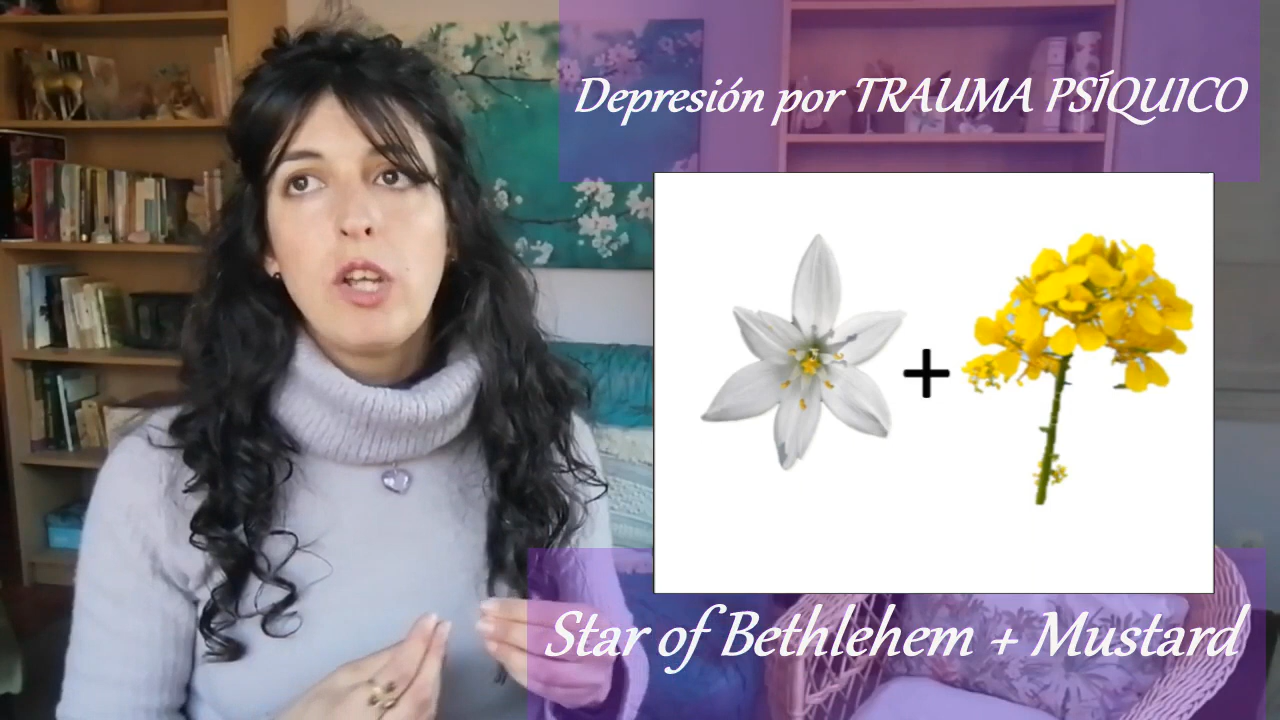 Depresión por TRAUMA PSÍQUICO
+
Star of Bethlehem + Mustard